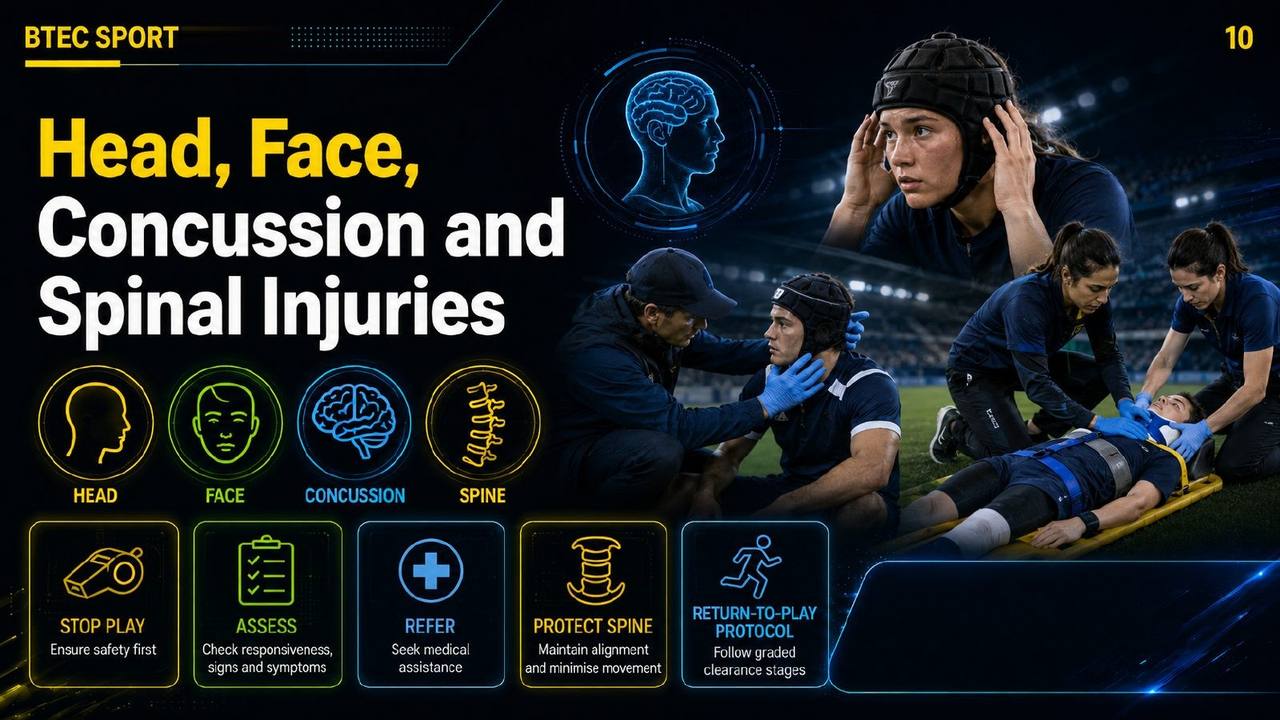 BTEC SPORT
10
Head, Face,
Concussion and
Spinal Injuries
HEAD
FACE
CONCUSSION
SPINE
STOP PLAY
Ensure safety first
ASSESS
Check responsiveness,
signs and symptoms
REFER
Seek medical
assistance
PROTECT SPINE
Maintain alignment
and minimise movement
RETURN-TO-PLAY
PROTOCOL
Follow graded
clearance stages